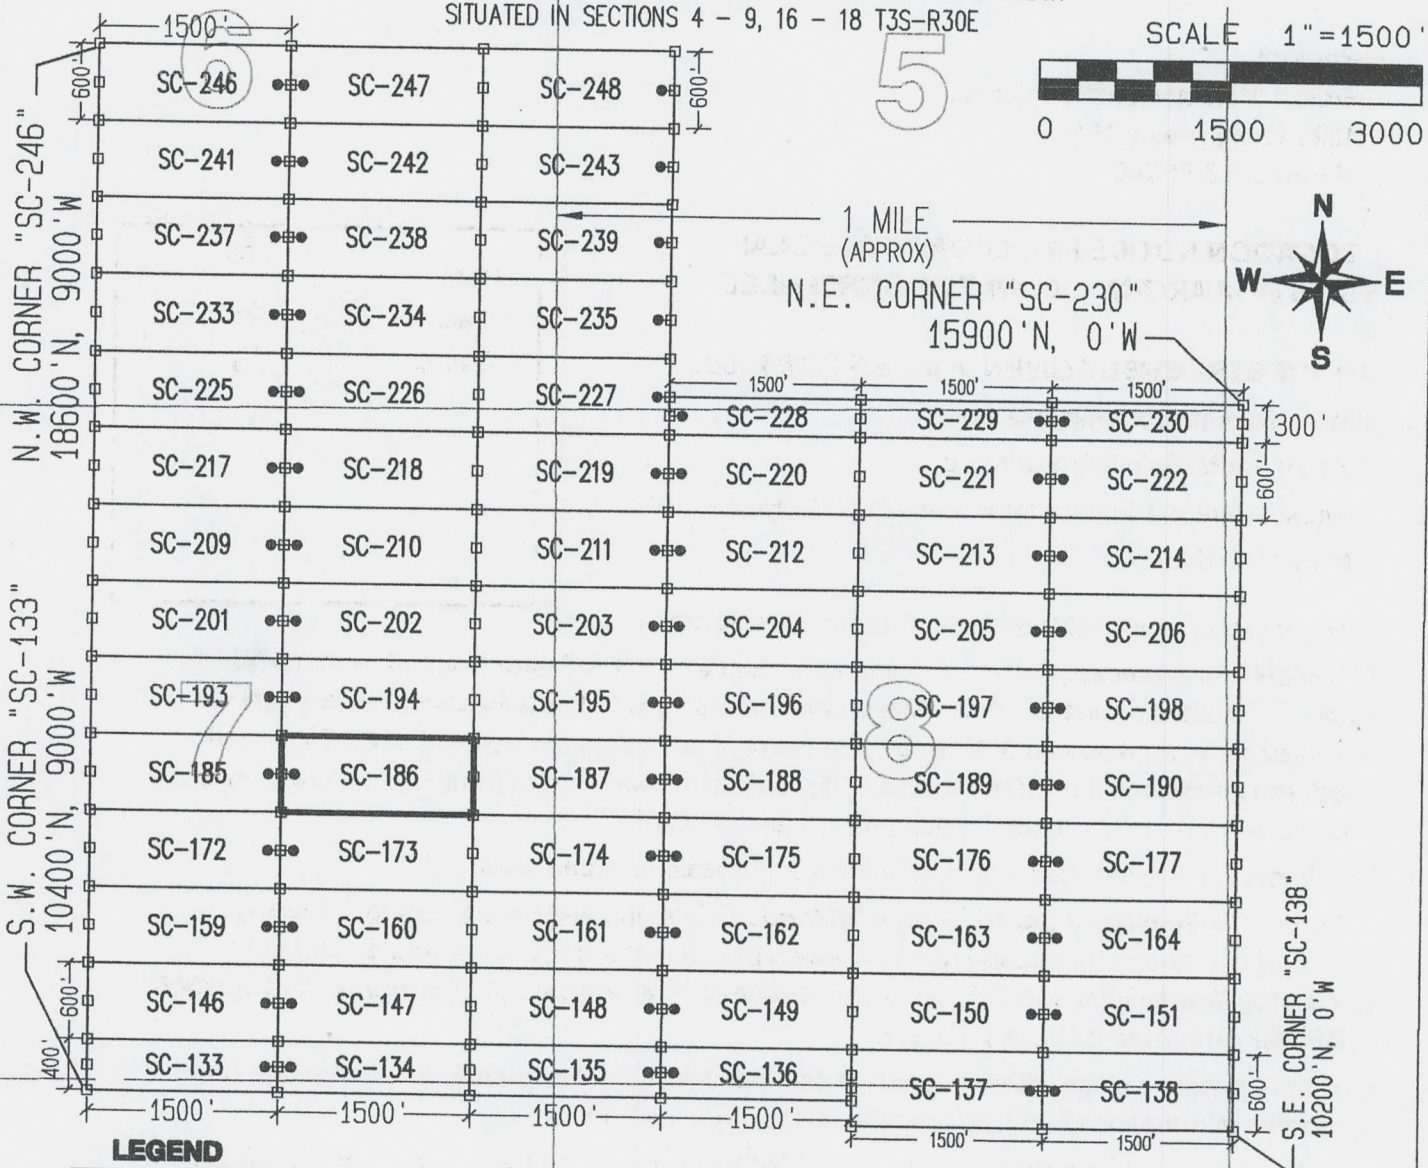 SITUATED IN SECTIONS 4 - 9, 16 - 18 T3S-R30E
SCALE 1"=1500'
0 1500 3000
N
W E
S
1500'
6
5
600'
600'
SC-246 SC-247 SC-248
SC-241 SC-242 SC-243
N.W. CORNER "SC-246"
18600'N, 9000'W
1 MILE
(APPROX)
SC-237 SC-238 SC-239
N.E. CORNER "SC-230"
15900'N, 0'W
SC-233 SC-234 SC-235
1500' 1500' 1500'
SC-225 SC-226 SC-227
SC-228 SC-229 SC-230
300'
SC-217 SC-218 SC-219 SC-220 SC-221 SC-222
600'
SC-209 SC-210 SC-211 SC-212 SC-213 SC-214
SC-201 SC-202 SC-203 SC-204 SC-205 SC-206
S.W. CORNER "SC-133"
10400'N, 9000'W
SC-193 SC-194 SC-195 SC-196 SC-197 SC-198
7
8
SC-185 SC-186 SC-187 SC-188 SC-189 SC-190
SC-172 SC-173 SC-174 SC-175 SC-176 SC-177
SC-159 SC-160 SC-161 SC-162 SC-163 SC-164
600'
SC-146 SC-147 SC-148 SC-149 SC-150 SC-151
400'
SC-133 SC-134 SC-135 SC-136 SC-137 SC-138
600'
S.E. CORNER "SC-138"
10200'N, 0'W
1500' 1500' 1500' 1500'
1500' 1500'
LEGEND